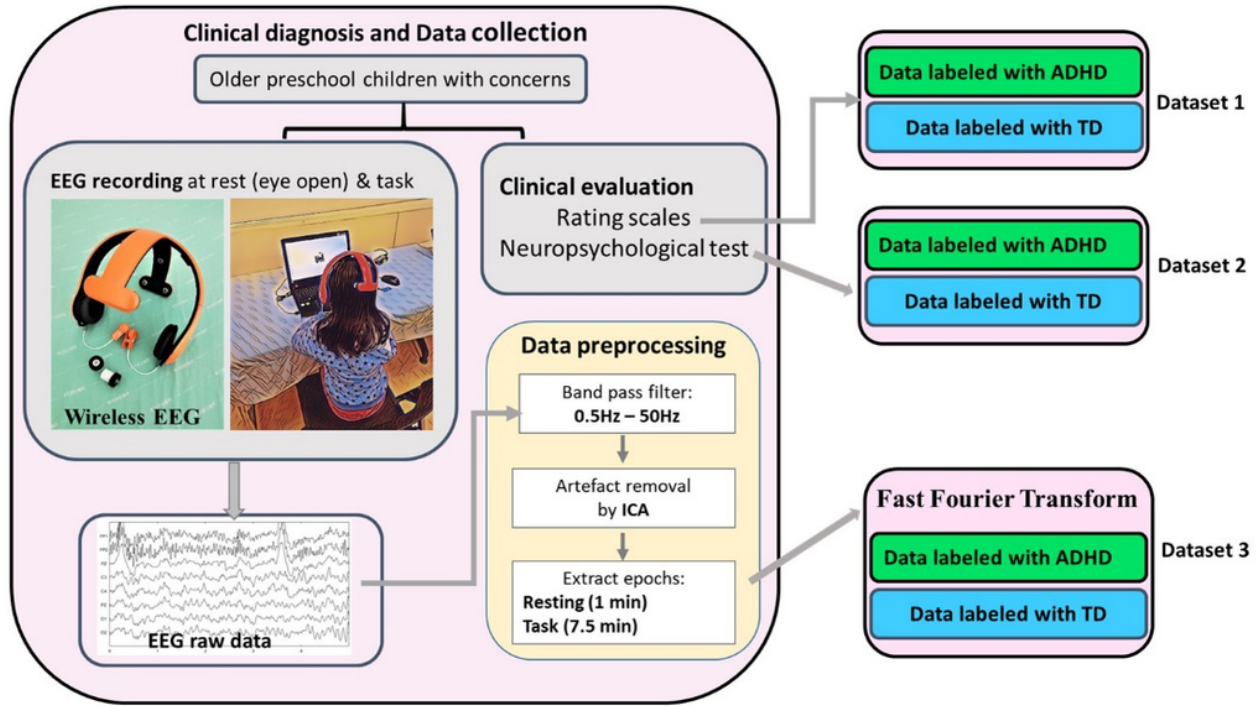 Clinical diagnosis and Data collection
Older preschool children with concerns
EEG recording at rest (eye open) & task
Wireless EEG
Clinical evaluation
Rating scales
Neuropsychological test
EEG raw data
Data preprocessing
Band pass filter:
0.5Hz – 50Hz
Artefact removal
by ICA
Extract epochs:
Resting (1 min)
Task (7.5 min)
Data labeled with ADHD
Data labeled with TD
Dataset 1
Data labeled with ADHD
Data labeled with TD
Dataset 2
Fast Fourier Transform
Data labeled with ADHD
Data labeled with TD
Dataset 3